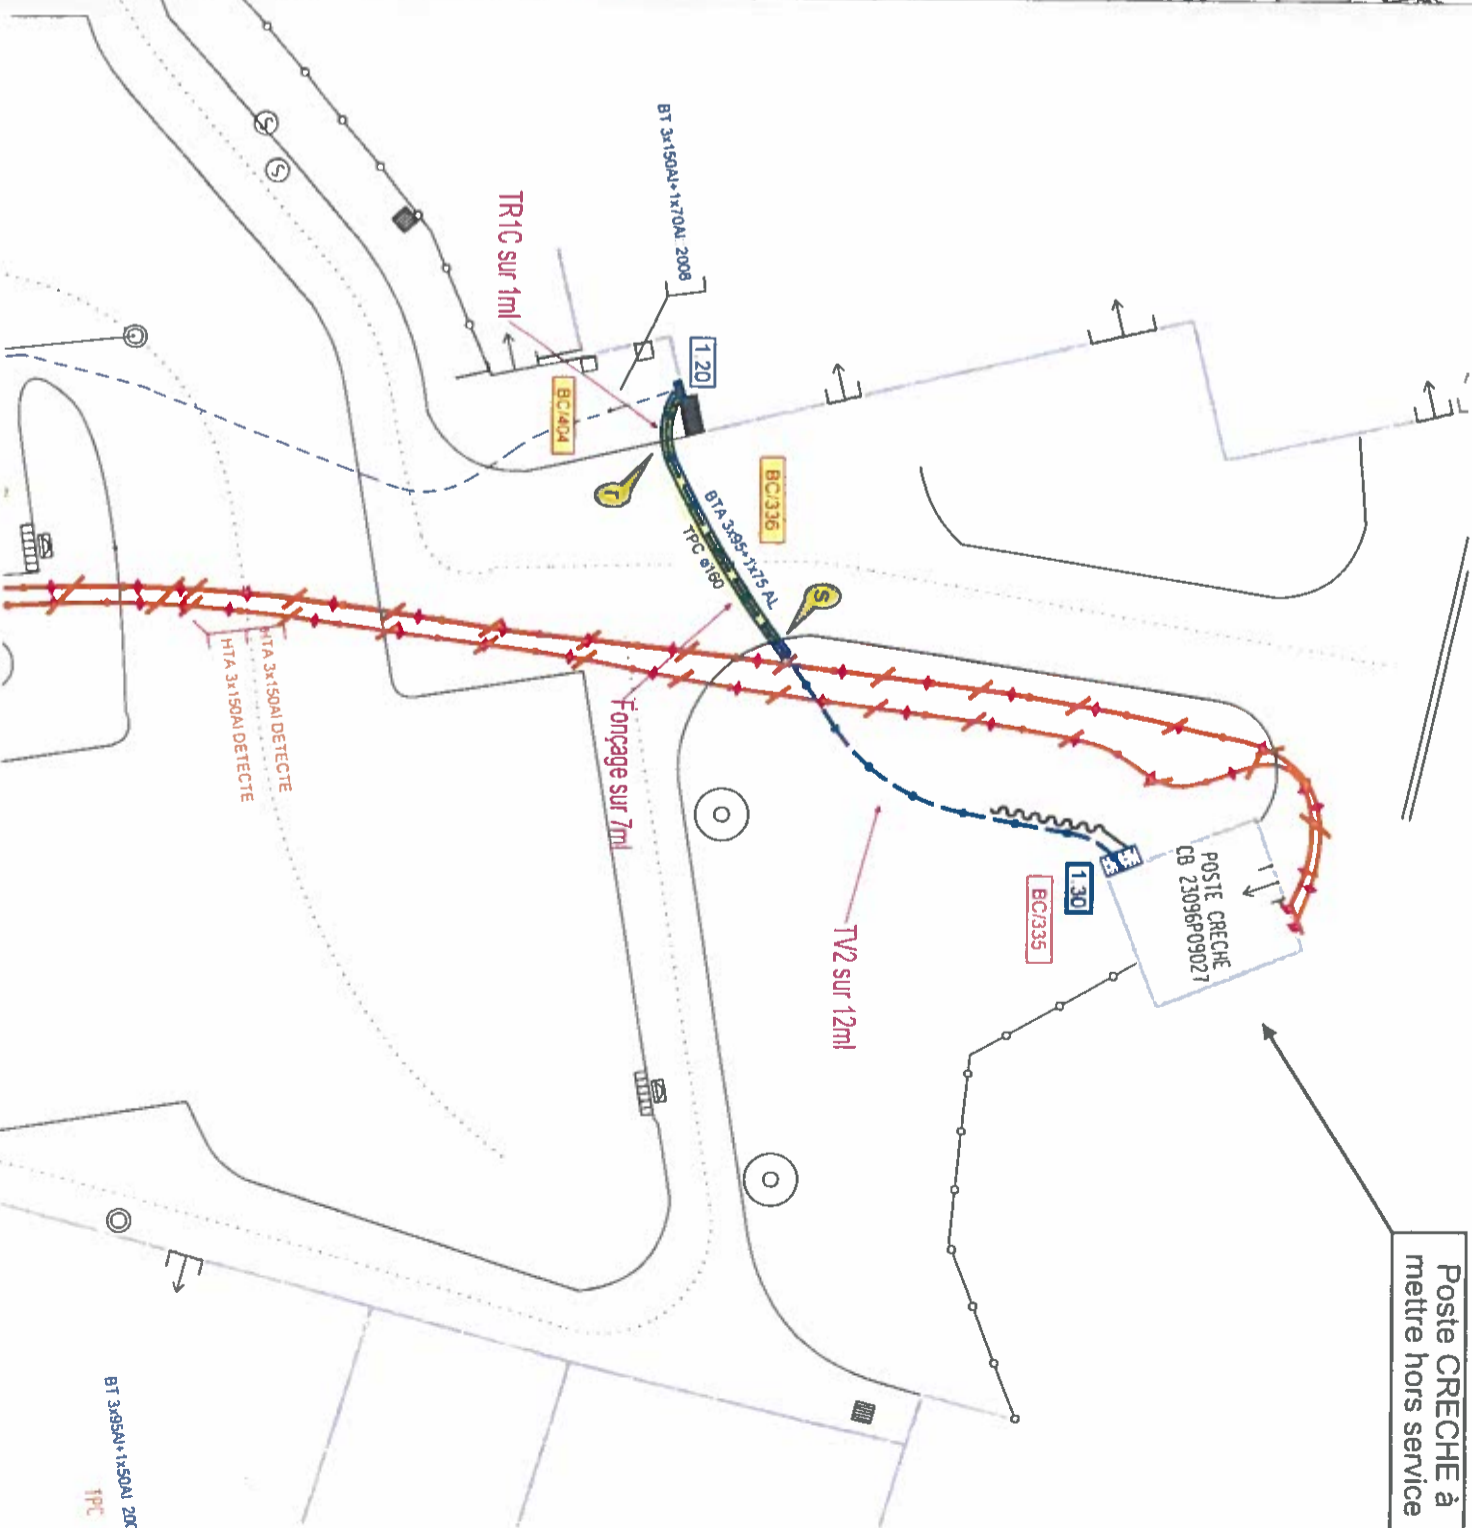 Poste CRECHE à
mettre hors service
POSTE CRECHE
CB 23096P09027
1.30
BC/335
TV2 sur 12ml
S
BC/336
BTA 3x95+1x75 AL
TPC ø160
Fonçage sur 7ml
1.20
BT 3x150Al+1x70Al 2008
TR1C sur 1ml
BC/404
T
S
S
HTA 3x150Al DETECTE
HTA 3x150Al DETECTE
BT 3x95Al+1x50Al 200
TPC